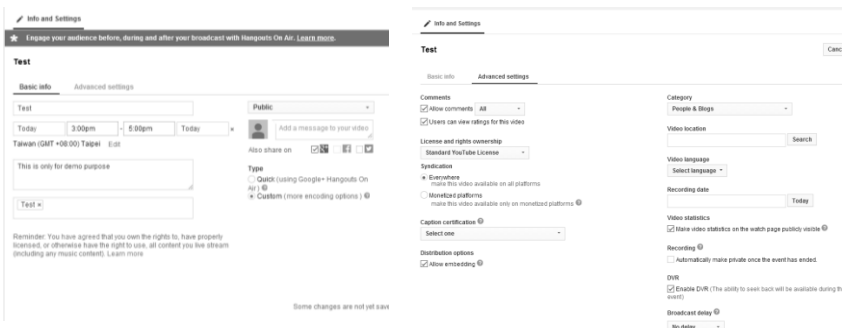 Info and Settings
Engage your audience before, during and after your broadcast with Hangouts On Air. Learn more.
Test
Basic info Advanced settings
Test
Today 3:00pm - 5:00pm Today ×
Taiwan (GMT +08:00) Taipei Edit
This is only for demo purpose
Test ×
Reminder: You have agreed that you own the rights to, have properly
licensed, or otherwise have the right to use, all content you live stream
(including any music content). Learn more
Public
Add a message to your video
Also share on
Type
Quick (using Google+ Hangouts On
Air )
Custom (more encoding options )
Some changes are not yet save
Info and Settings
Test
Canc
Basic info Advanced settings
Comments
Allow comments All
Users can view ratings for this video
License and rights ownership
Standard YouTube License
Syndication
Everywhere
make this video available on all platforms
Monetized platforms
make this video available only on monetized platforms
Caption certification
Select one
Distribution options
Allow embedding
Category
People & Blogs
Video location
Search
Video language
Select language
Recording date
Today
Video statistics
Make video statistics on the watch page publicly visible
Recording
Automatically make private once the event has ended.
DVR
Enable DVR (The ability to seek back will be available during th
event)
Broadcast delay
No delay